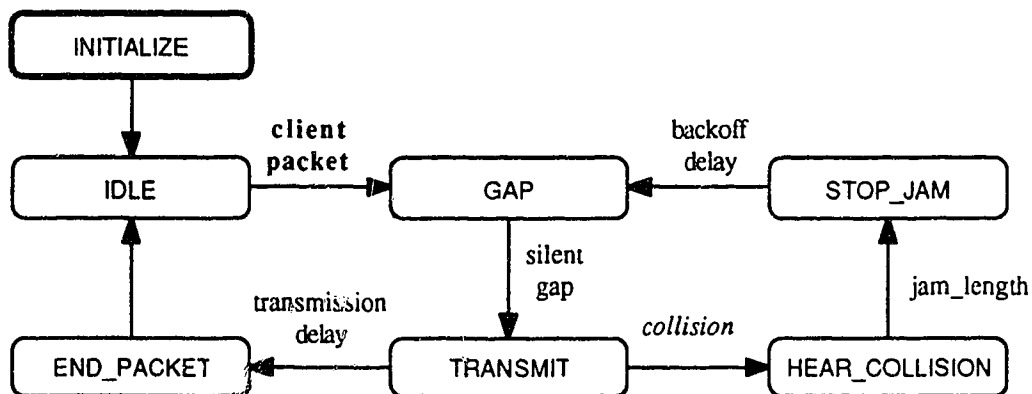 INITIALIZE
client
packet
backoff
delay
IDLE
GAP
STOP_JAM
silent
gap
jam_length
transmission
delay
collision
END_PACKET
TRANSMIT
HEAR_COLLISION